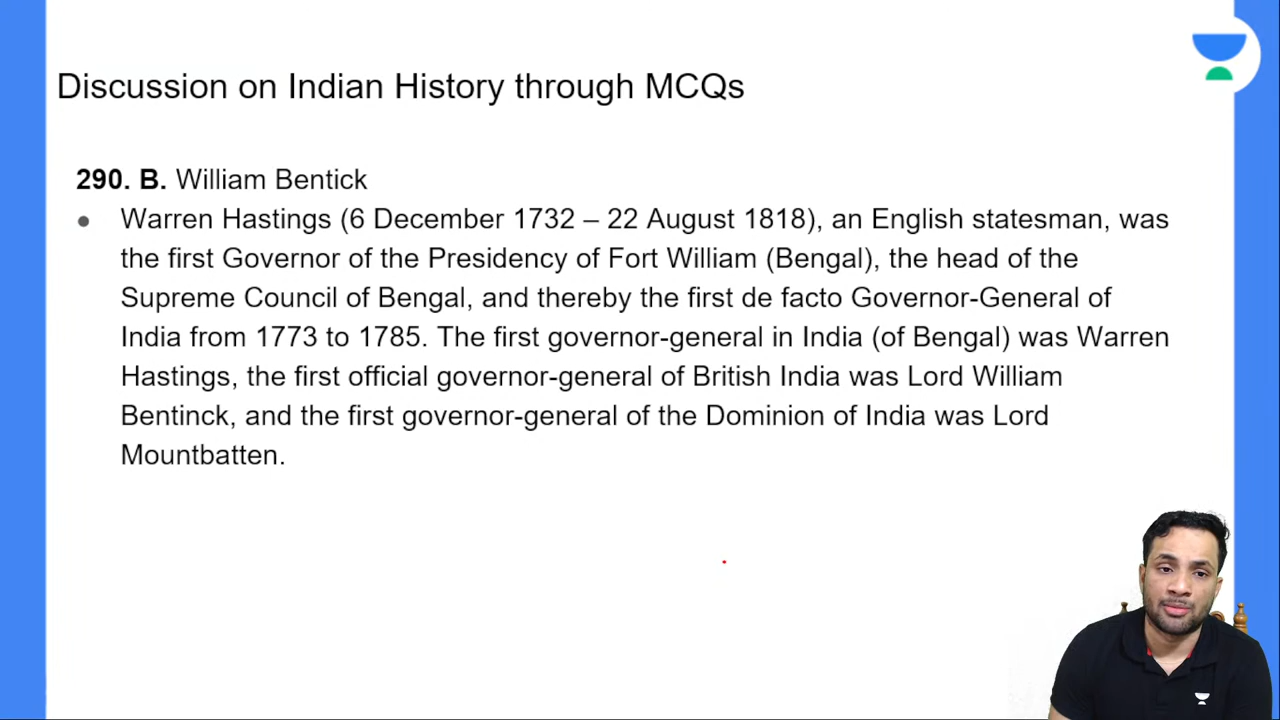 Discussion on Indian History through MCQs
290. B. William Bentick
● Warren Hastings (6 December 1732 – 22 August 1818), an English statesman, was
the first Governor of the Presidency of Fort William (Bengal), the head of the
Supreme Council of Bengal, and thereby the first de facto Governor-General of
India from 1773 to 1785. The first governor-general in India (of Bengal) was Warren
Hastings, the first official governor-general of British India was Lord William
Bentinck, and the first governor-general of the Dominion of India was Lord
Mountbatten.